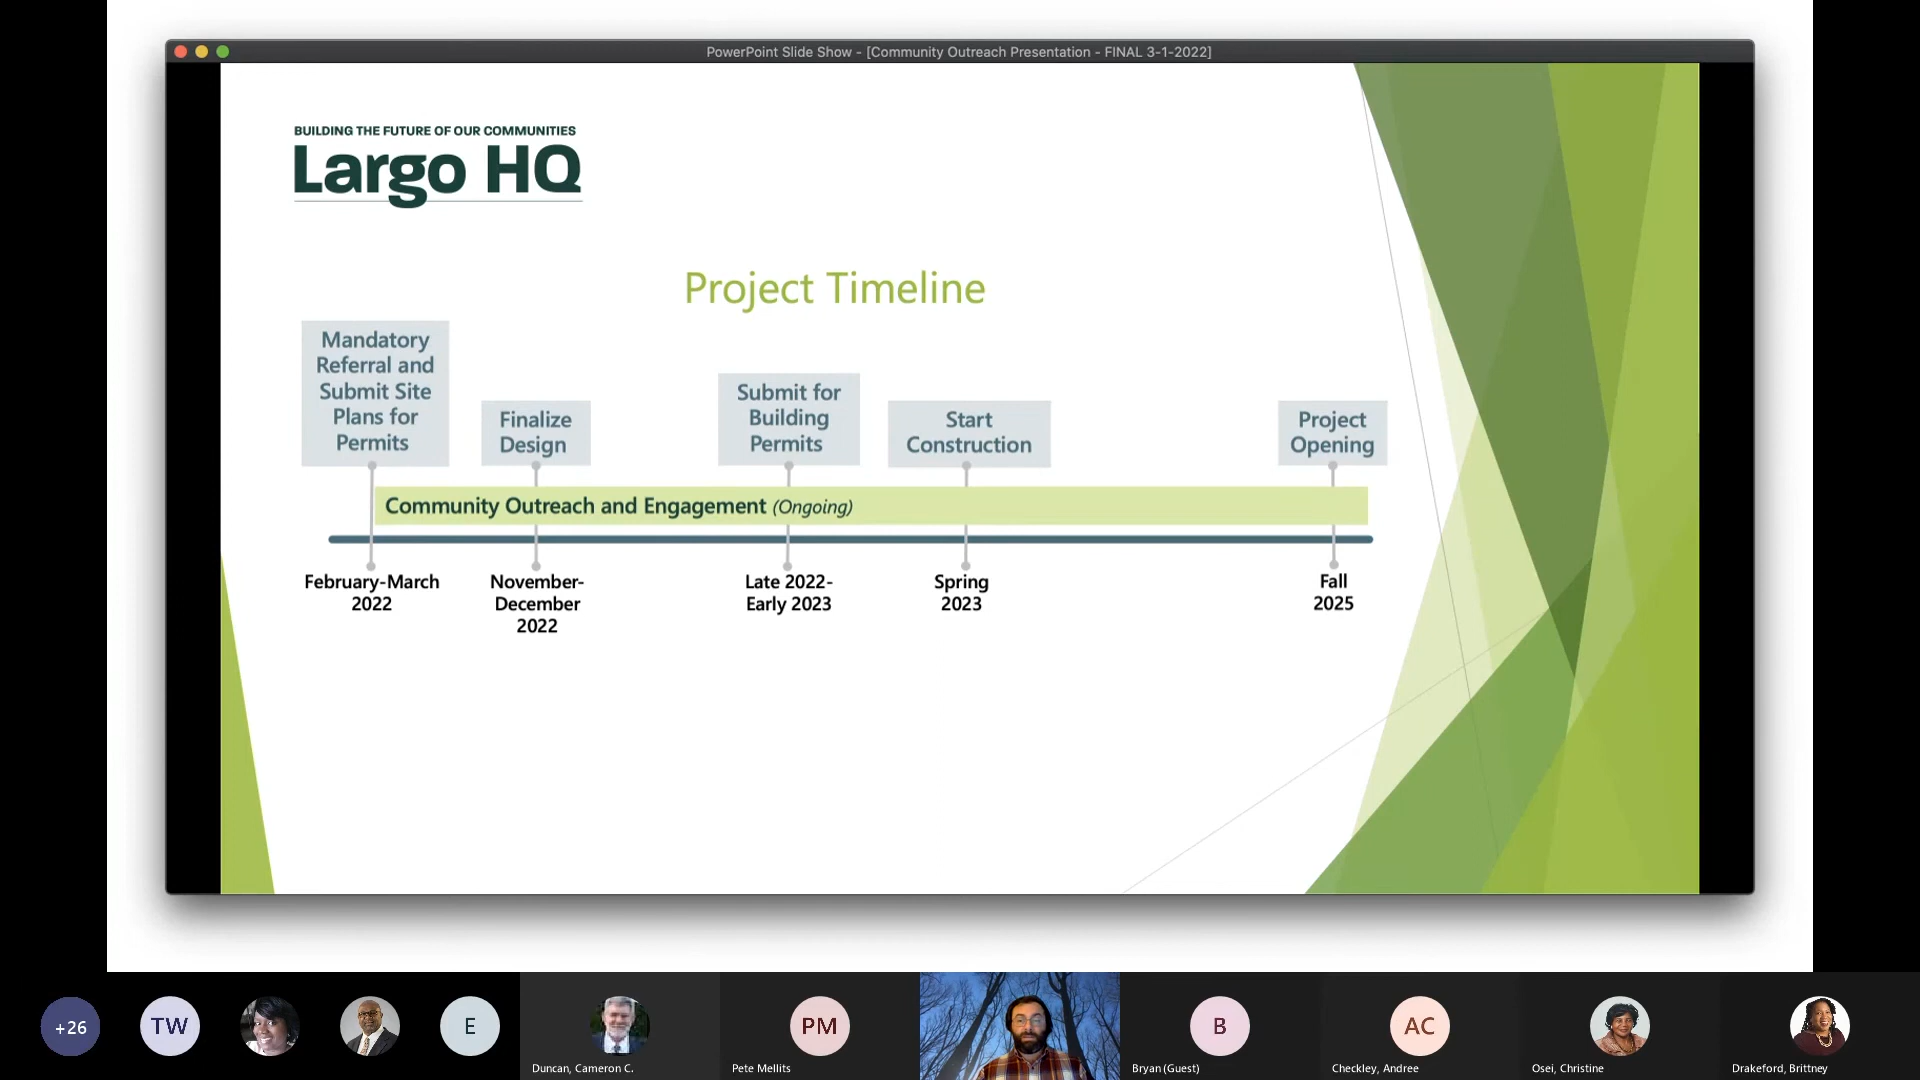 PowerPoint Slide Show - [Community Outreach Presentation - FINAL 3-1-2022]
BUILDING THE FUTURE OF OUR COMMUNITIES
Largo HQ
Project Timeline
Mandatory
Referral and
Submit Site
Plans for
Permits
Finalize
Design
Submit for
Building
Permits
Start
Construction
Project
Opening
Community Outreach and Engagement (Ongoing)
February-March
2022
November-
December
2022
Late 2022-
Early 2023
Spring
2023
Fall
2025
+26
TW
E
PM
B
AC
Duncan, Cameron C.
Pete Mellits
Bryan (Guest)
Checkley, Andree
Osei, Christine
Drakeford, Brittney